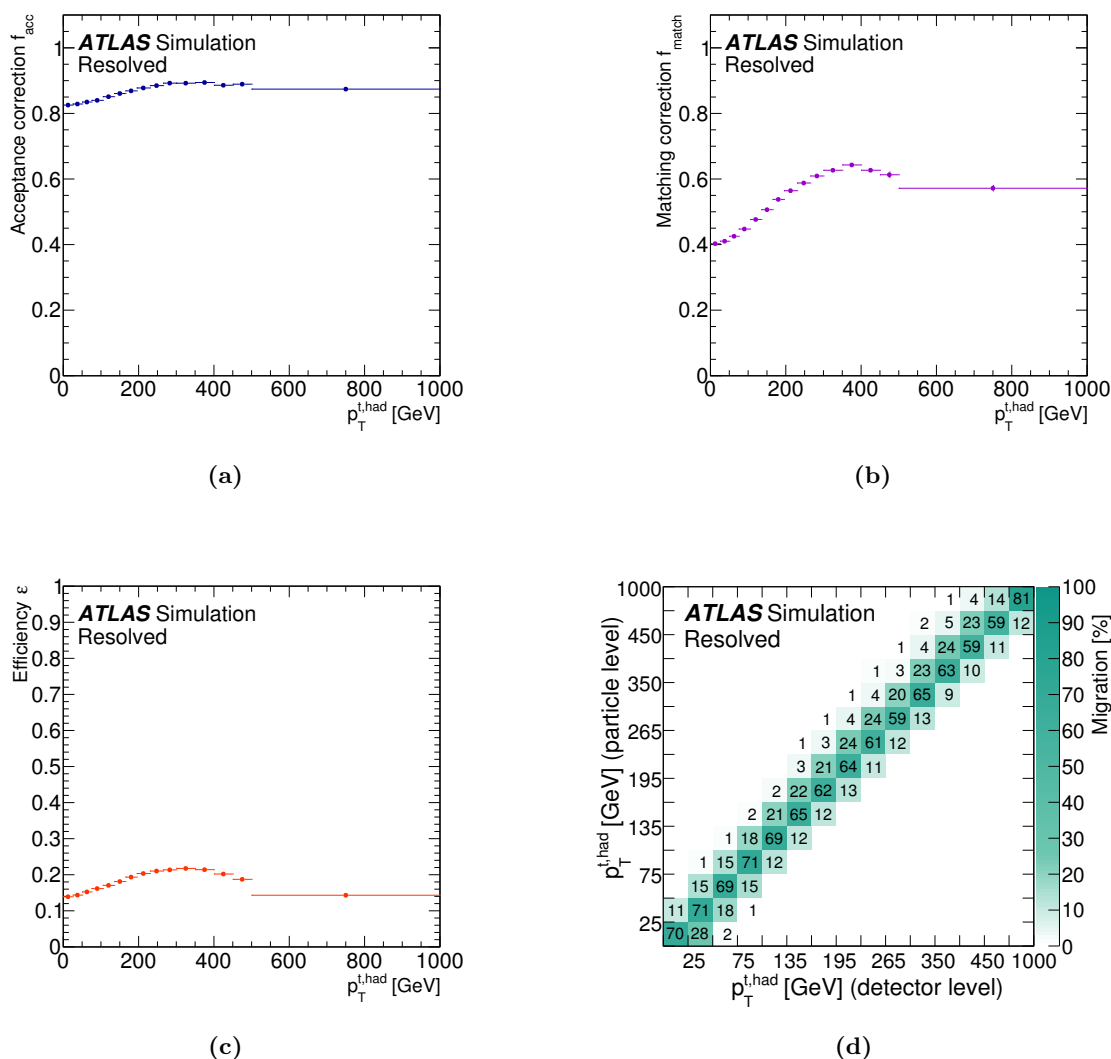 Acceptance correction f_acc
ATLAS Simulation
Resolved
1
0.8
0.6
0.4
0.2
0
0 200 400 600 800 1000
p_T^t,had [GeV]
(a)
Matching correction f_match
ATLAS Simulation
Resolved
1
0.8
0.6
0.4
0.2
0
0 200 400 600 800 1000
p_T^t,had [GeV]
(b)
Efficiency ε
ATLAS Simulation
Resolved
1
0.9
0.8
0.7
0.6
0.5
0.4
0.3
0.2
0.1
0
0 200 400 600 800 1000
p_T^t,had [GeV]
(c)
p_T^t,had [GeV] (particle level)
ATLAS Simulation
Resolved
1000
450
350
265
195
135
75
25
1 4 14 81
2 5 23 59 12
1 4 24 59 11
1 3 23 63 10
1 4 20 65 9
1 4 24 59 13
1 3 24 61 12
3 21 64 11
2 22 62 13
2 21 65 12
1 18 69 12
1 15 71 12
15 69 15
11 71 18 1
70 28 2
25 75 135 195 265 350 450 1000
p_T^t,had [GeV] (detector level)
100
90
80
70
60
50
40
30
20
10
0
Migration [%]
(d)